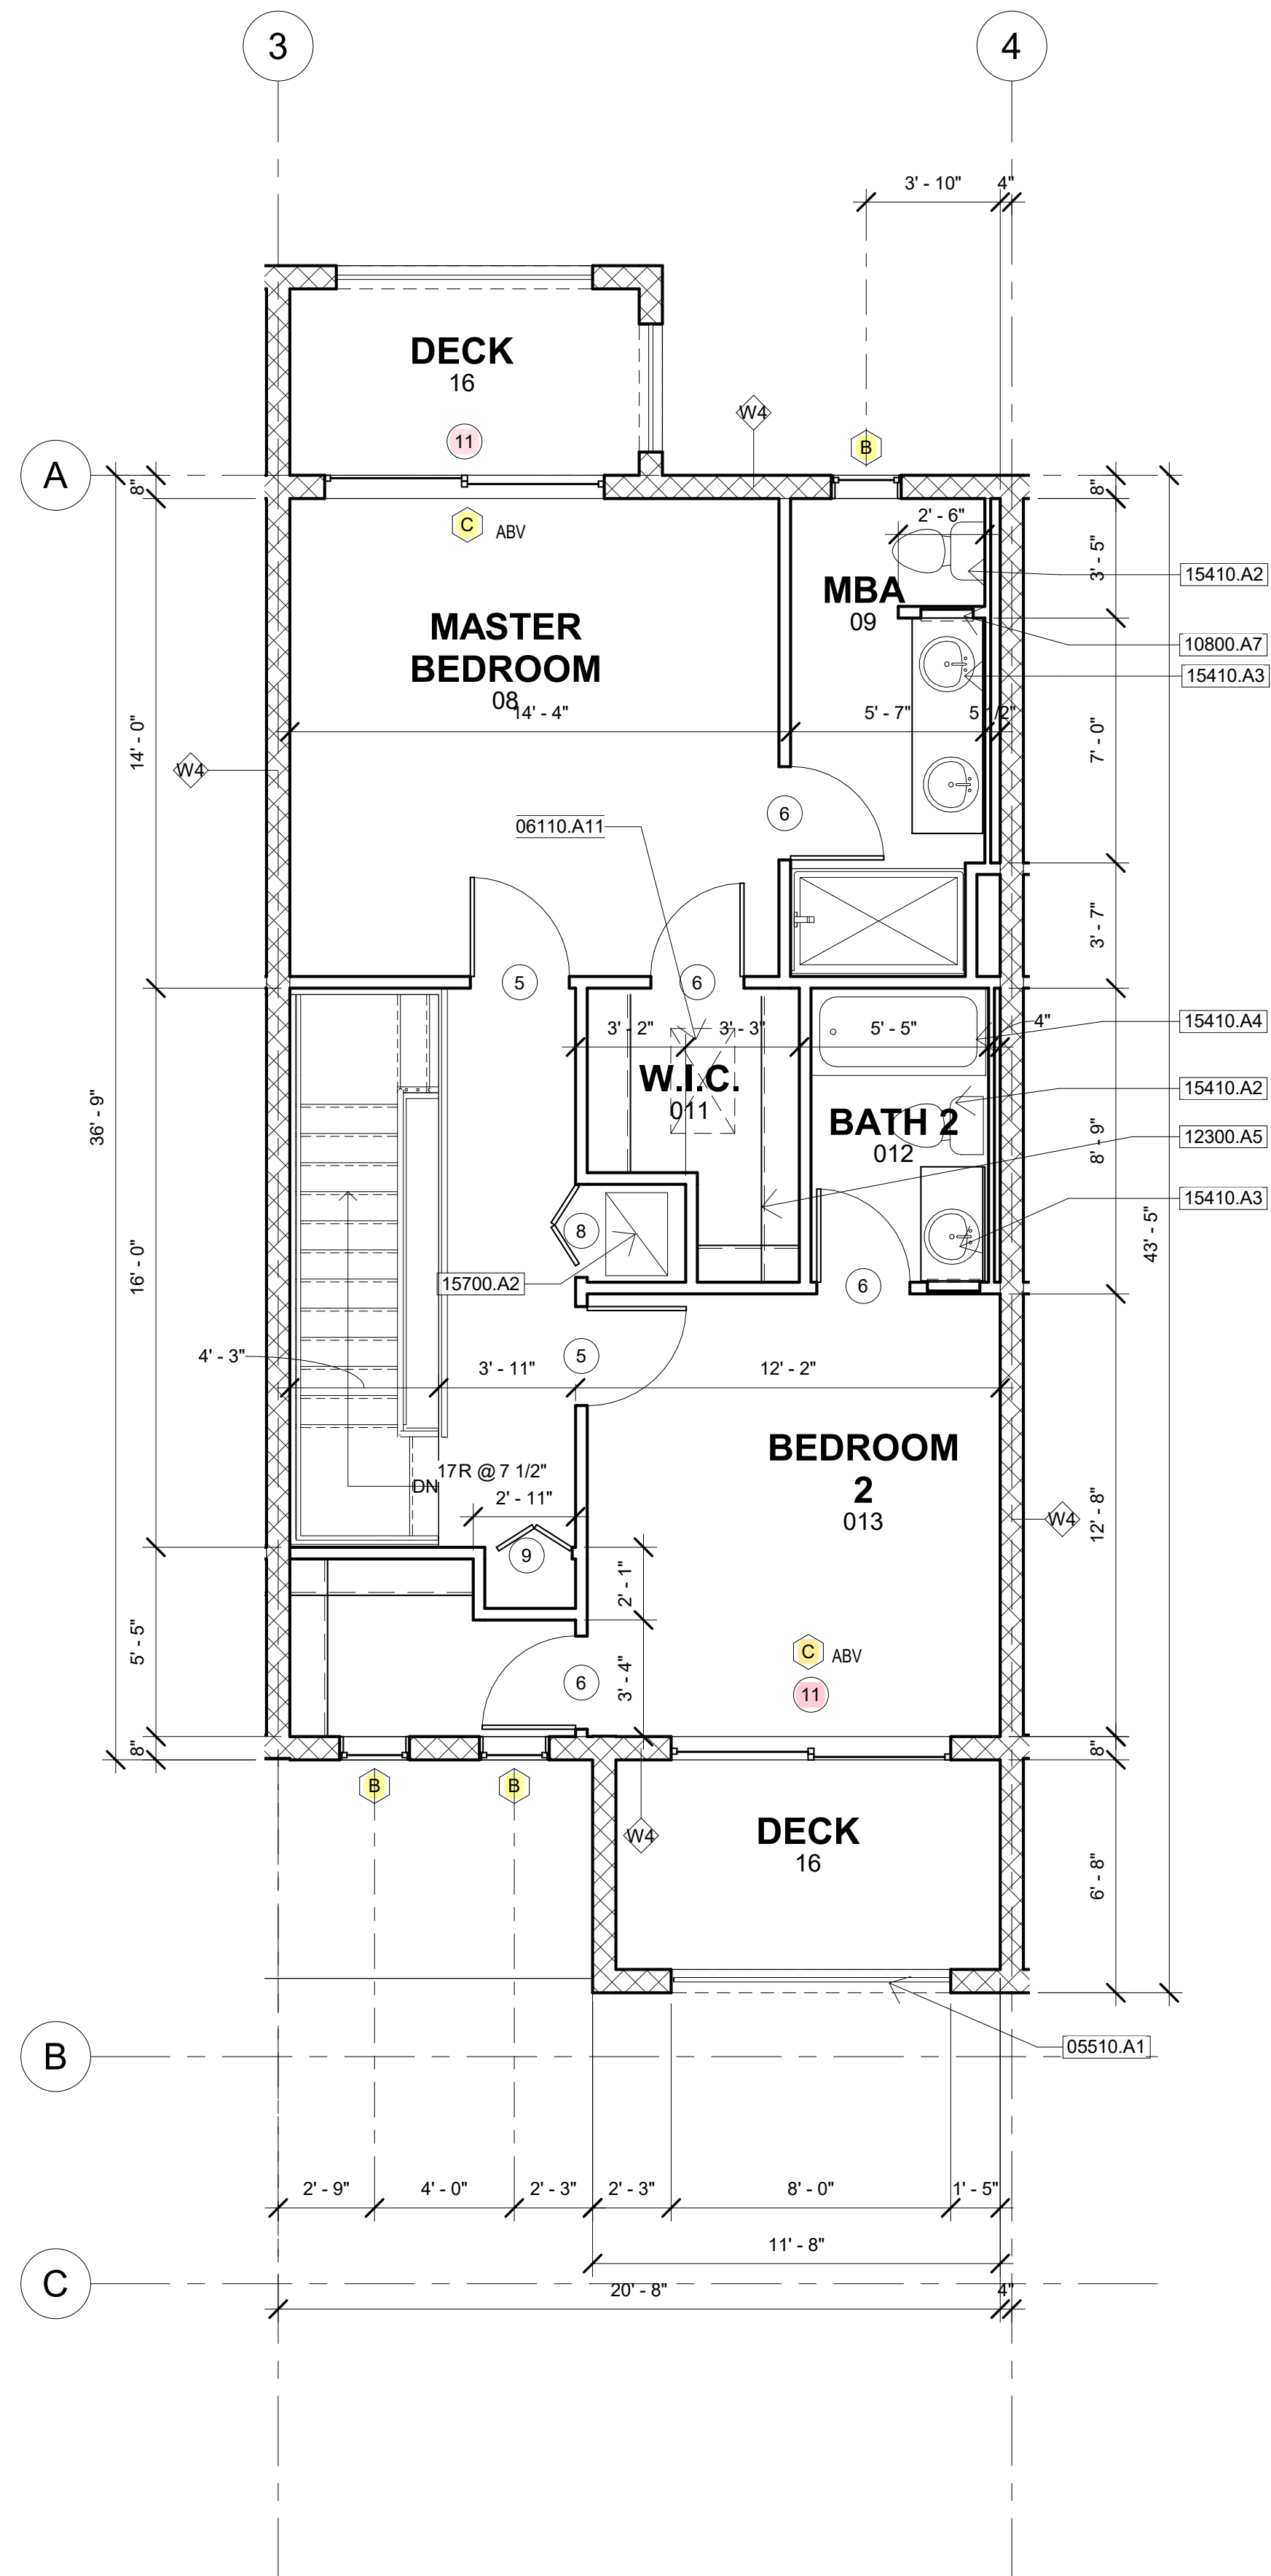 3
4
3' - 10"
4"
DECK
16
11
W4
B
A
8"
8"
C
ABV
2' - 6"
3' - 5"
15410.A2
MBA
09
MASTER
BEDROOM
08
10800.A7
15410.A3
14' - 4"
5' - 7"
5 1/2"
14' - 0"
7' - 0"
W4
6
06110.A11
3' - 7"
5
6
3' - 2"
3' - 3"
5' - 5"
4"
15410.A4
W.I.C.
011
15410.A2
BATH 2
012
36' - 9"
8' - 9"
12300.A5
15410.A3
43' - 5"
8
16' - 0"
15700.A2
6
4' - 3"
5
3' - 11"
12' - 2"
BEDROOM
2
013
17R @ 7 1/2"
DN
2' - 11"
12' - 8"
W4
9
2' - 1"
5' - 5"
C
ABV
11
6
3' - 4"
8"
8"
B
B
W4
DECK
16
6' - 8"
B
05510.A1
2' - 9"
4' - 0"
2' - 3"
2' - 3"
8' - 0"
1' - 5"
11' - 8"
C
20' - 8"
4"